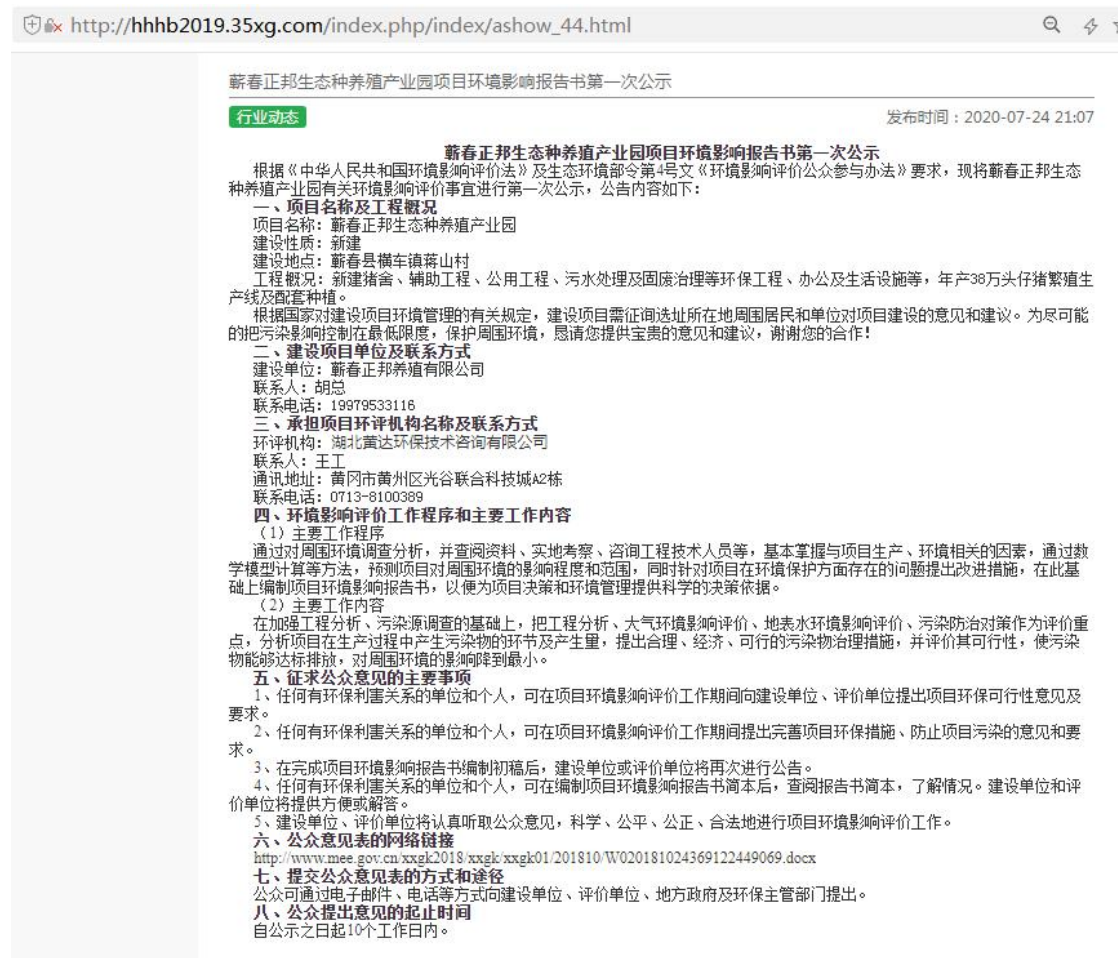 http://hhhb2019.35xg.com/index.php/index/ashow_44.html
蕲春正邦生态种养殖产业园项目环境影响报告书第一次公示
行业动态
发布时间：2020-07-24 21:07
蕲春正邦生态种养殖产业园项目环境影响报告书第一次公示
根据《中华人民共和国环境影响评价法》及生态环境部令第4号文《环境影响评价公众参与办法》要求，现将蕲春正邦生态
种养殖产业园有关环境影响评价事宜进行第一次公示，公告内容如下：
一、项目名称及工程概况
项目名称：蕲春正邦生态种养殖产业园
建设性质：新建
建设地点：蕲春县横车镇蒋山村
工程概况：新建猪舍、辅助工程、公用工程、污水处理及固废治理等环保工程、办公及生活设施等，年产38万头仔猪繁殖生
产线及配套种植。
根据国家对建设项目环境管理的有关规定，建设项目需征询选址所在地周围居民和单位对项目建设的意见和建议。为尽可能
的把污染影响控制在最低限度，保护周围环境，恳请您提供宝贵的意见和建议，谢谢您的合作！
二、建设项目单位及联系方式
建设单位：蕲春正邦养殖有限公司
联系人：胡总
联系电话：19979533116
三、承担项目环评机构名称及联系方式
环评机构：湖北黄达环保技术咨询有限公司
联系人：王工
通讯地址：黄冈市黄州区光谷联合科技城A2栋
联系电话：0713-8100389
四、环境影响评价工作程序和主要工作内容
（1）主要工作程序
通过对周围环境调查分析，并查阅资料、实地考察、咨询工程技术人员等，基本掌握与项目生产、环境相关的因素，通过数
学模型计算等方法，预测项目对周围环境的影响程度和范围，同时针对项目在环境保护方面存在的问题提出改进措施，在此基
础上编制项目环境影响报告书，以便为项目决策和环境管理提供科学的决策依据。
（2）主要工作内容
在加强工程分析、污染源调查的基础上，把工程分析、大气环境影响评价、地表水环境影响评价、污染防治对策作为评价重
点，分析项目在生产过程中产生污染物的环节及产生量，提出合理、经济、可行的污染物治理措施，并评价其可行性，使污染
物能够达标排放，对周围环境的影响降到最小。
五、征求公众意见的主要事项
1、任何有环保利害关系的单位和个人，可在项目环境影响评价工作期间向建设单位、评价单位提出项目环保可行性意见及
要求。
2、任何有环保利害关系的单位和个人，可在项目环境影响评价工作期间提出完善项目环保措施、防止项目污染的意见和要
求。
3、在完成项目环境影响报告书编制初稿后，建设单位或评价单位将再次进行公告。
4、任何有环保利害关系的单位和个人，可在编制项目环境影响报告书简本后，查阅报告书简本，了解情况。建设单位和评
价单位将提供方便或解答。
5、建设单位、评价单位将认真听取公众意见，科学、公平、公正、合法地进行项目环境影响评价工作。
六、公众意见表的网络链接
http://www.mee.gov.cn/xxgk2018/xxgk/xxgk01/201810/W020181024369122449069.docx
七、提交公众意见表的方式和途径
公众可通过电子邮件、电话等方式向建设单位、评价单位、地方政府及环保主管部门提出。
八、公众提出意见的起止时间
自公示之日起10个工作日内。